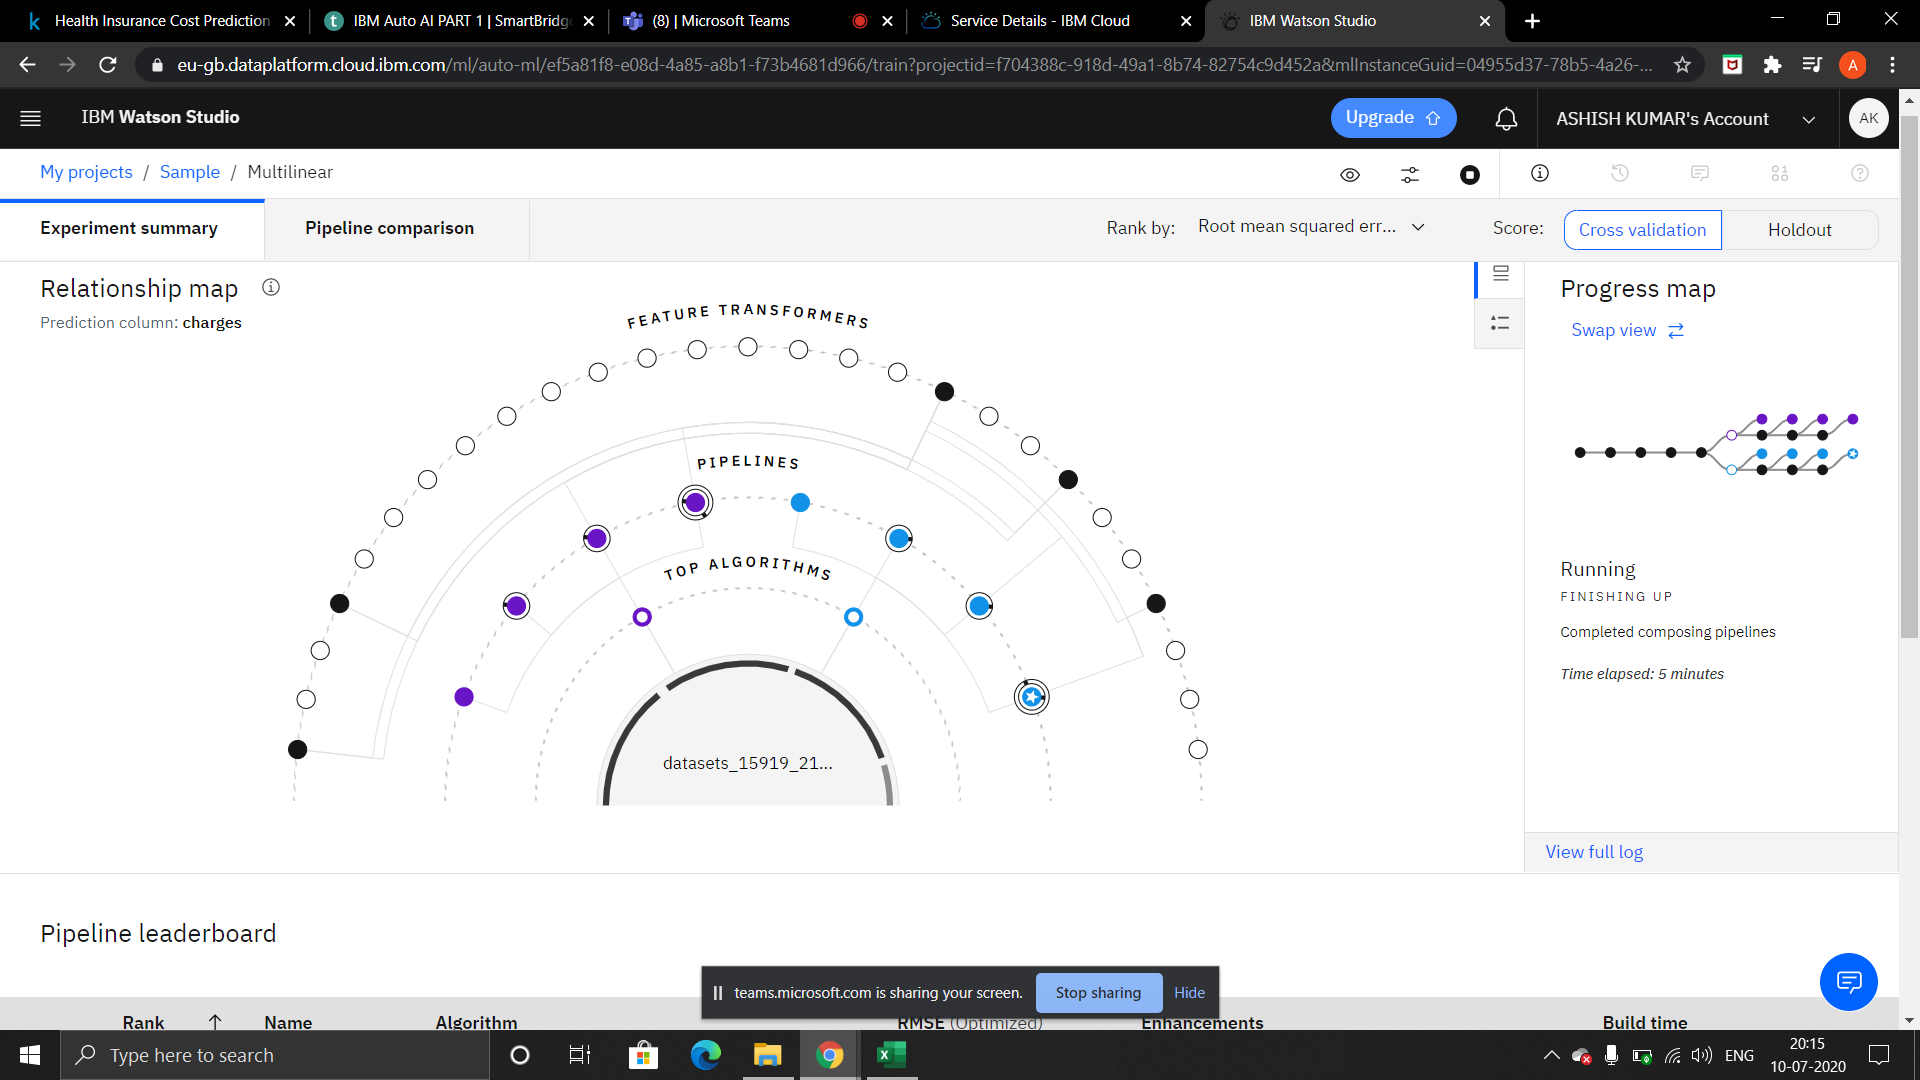 Health Insurance Cost Prediction
IBM Auto AI PART 1 | SmartBridge
(8) | Microsoft Teams
Service Details - IBM Cloud
IBM Watson Studio
eu-gb.dataplatform.cloud.ibm.com/ml/auto-ml/ef5a81f8-e08d-4a85-a8b1-f73b4681d966/train?projectid=f704388c-918d-49a1-8b74-82754c9d452a&mlInstanceGuid=04955d37-78b5-4a26-...
A
IBM Watson Studio
Upgrade
ASHISH KUMAR's Account
AK
My projects / Sample / Multilinear
Experiment summary
Pipeline comparison
Rank by: Root mean squared err...
Score: Cross validation Holdout
Relationship map
Prediction column: charges
FEATURE TRANSFORMERS
PIPELINES
TOP ALGORITHMS
datasets_15919_21...
Progress map
Swap view
Running
FINISHING UP
Completed composing pipelines
Time elapsed: 5 minutes
View full log
Pipeline leaderboard
teams.microsoft.com is sharing your screen.
Stop sharing
Hide
Rank Name Algorithm RMSE (Optimized) Enhancements Build time
Type here to search
ENG
20:15
10-07-2020